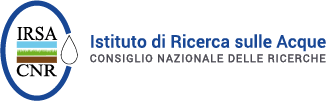 IRSA
CNR
Istituto di Ricerca sulle Acque
CONSIGLIO NAZIONALE DELLE RICERCHE